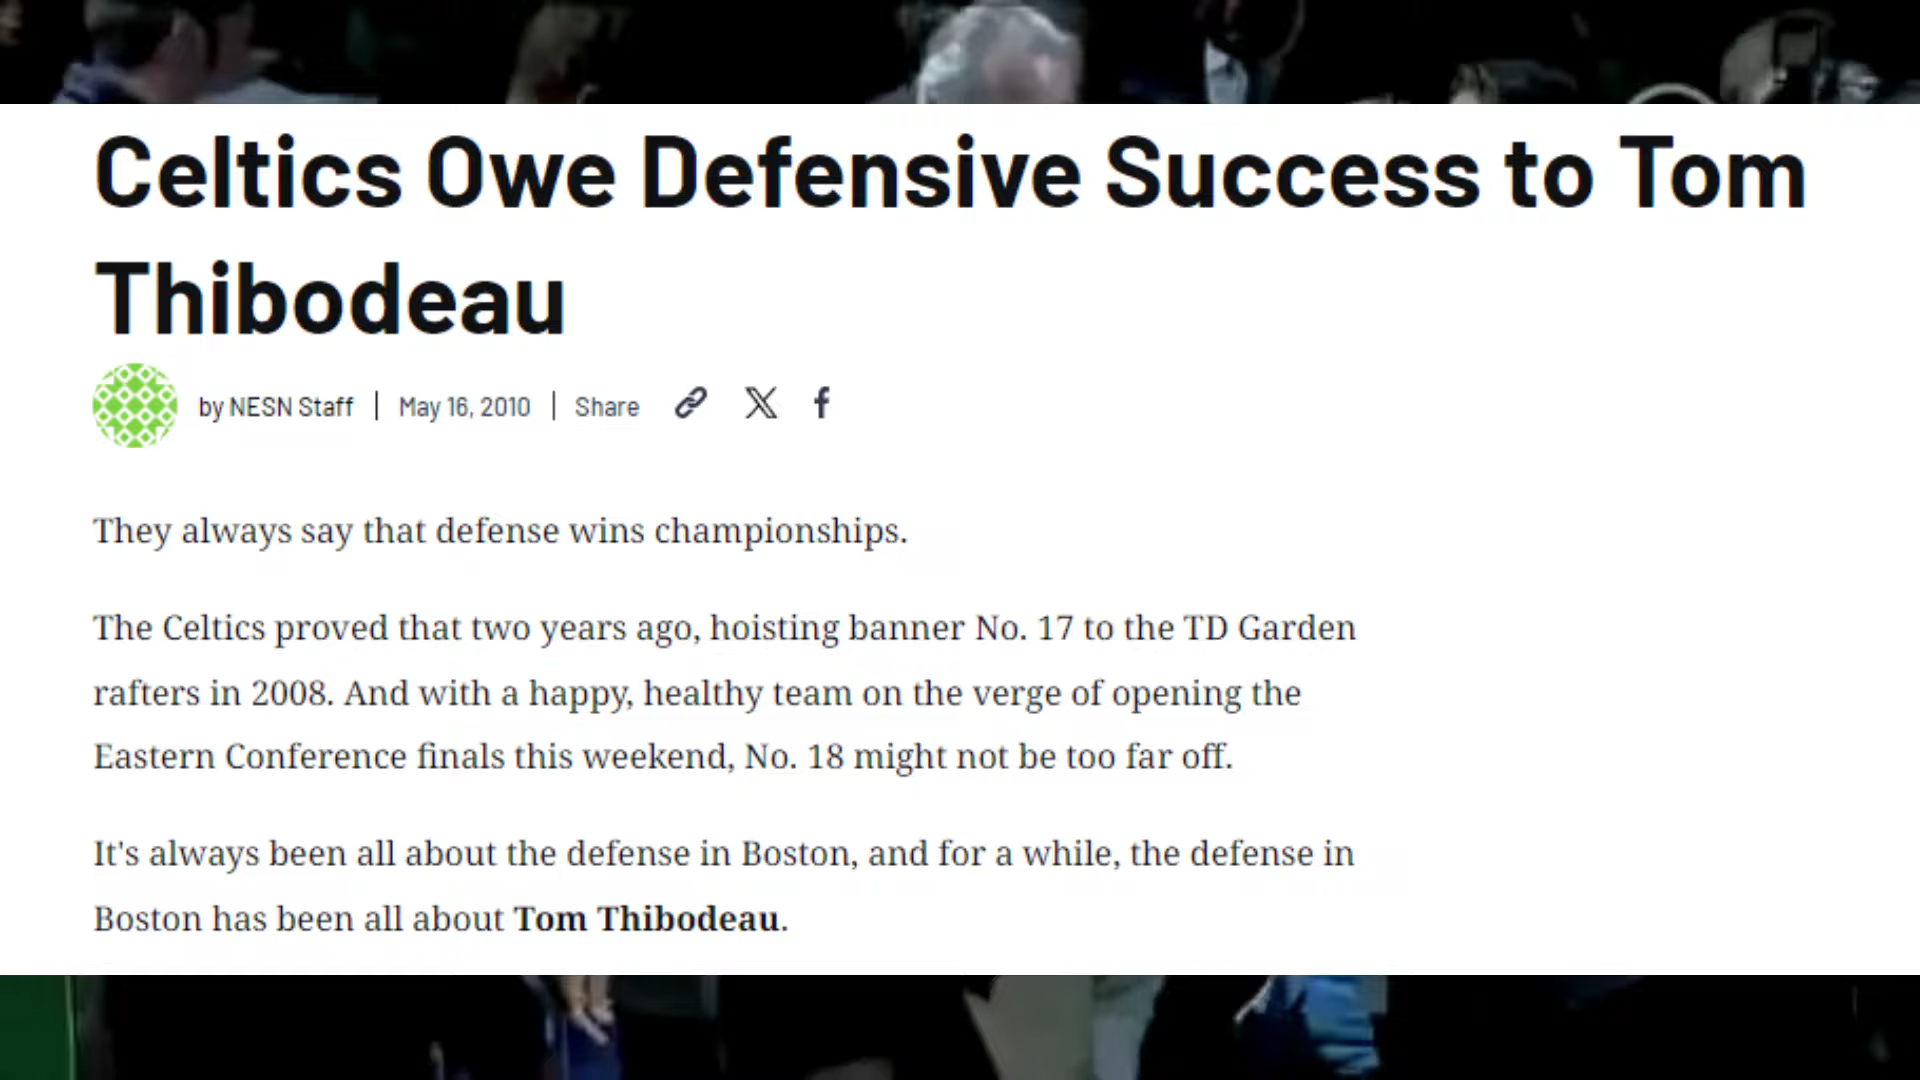 Celtics Owe Defensive Success to Tom
Thibodeau
by NESN Staff | May 16, 2010 | Share
They always say that defense wins championships.
The Celtics proved that two years ago, hoisting banner No. 17 to the TD Garden
rafters in 2008. And with a happy, healthy team on the verge of opening the
Eastern Conference finals this weekend, No. 18 might not be too far off.
It's always been all about the defense in Boston, and for a while, the defense in
Boston has been all about Tom Thibodeau.